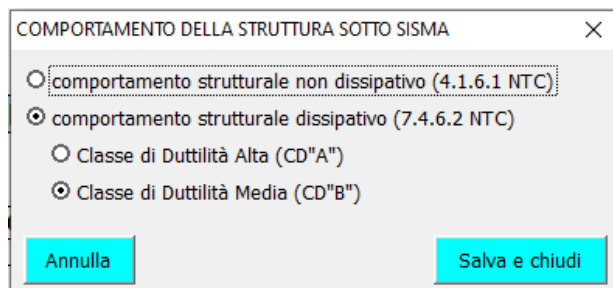 COMPORTAMENTO DELLA STRUTTURA SOTTO SISMA
comportamento strutturale non dissipativo (4.1.6.1 NTC)
comportamento strutturale dissipativo (7.4.6.2 NTC)
Classe di Duttilità Alta (CD"A")
Classe di Duttilità Media (CD"B")
Annulla Salva e chiudi